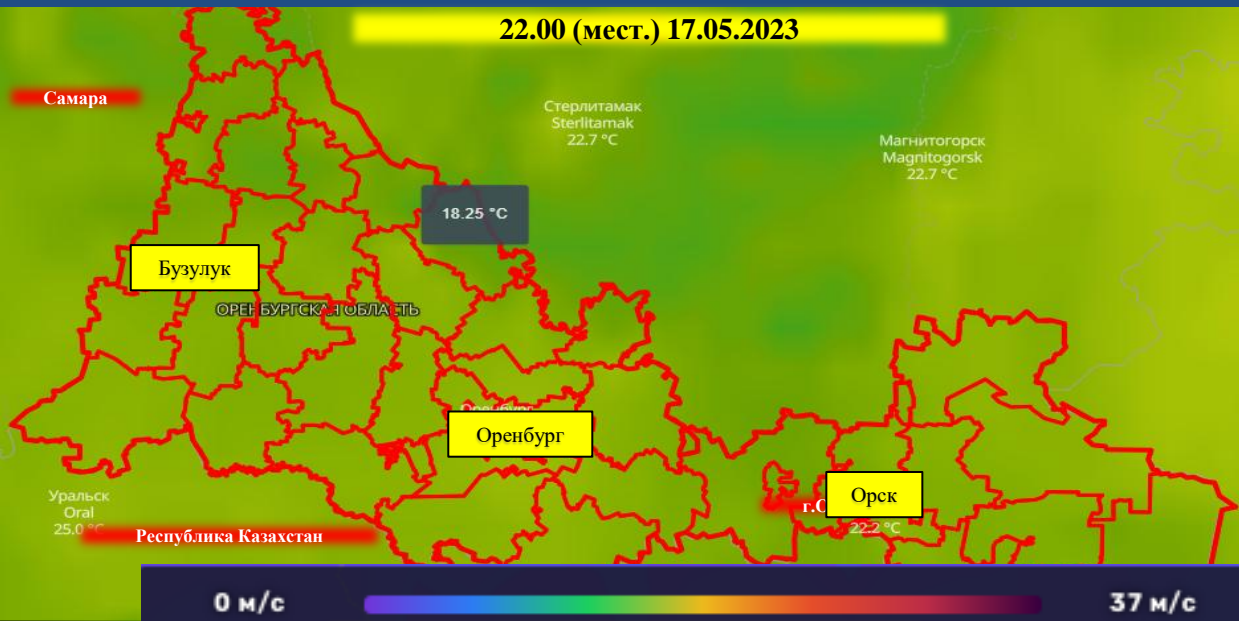 22.00 (мест.) 17.05.2023
Самара
Стерлитамак
Sterlitamak
22.7 °C
Магнитогорск
Magnitogorsk
22.7 °C
18.25 °C
Бузулук
ОРЕНБУРГСКАЯ ОБЛАСТЬ
Оренбург
Оренбург
Орск
г.О
22.2 °C
Уральск
Oral
25.0 °C
Республика Казахстан
0 м/с
37 м/с